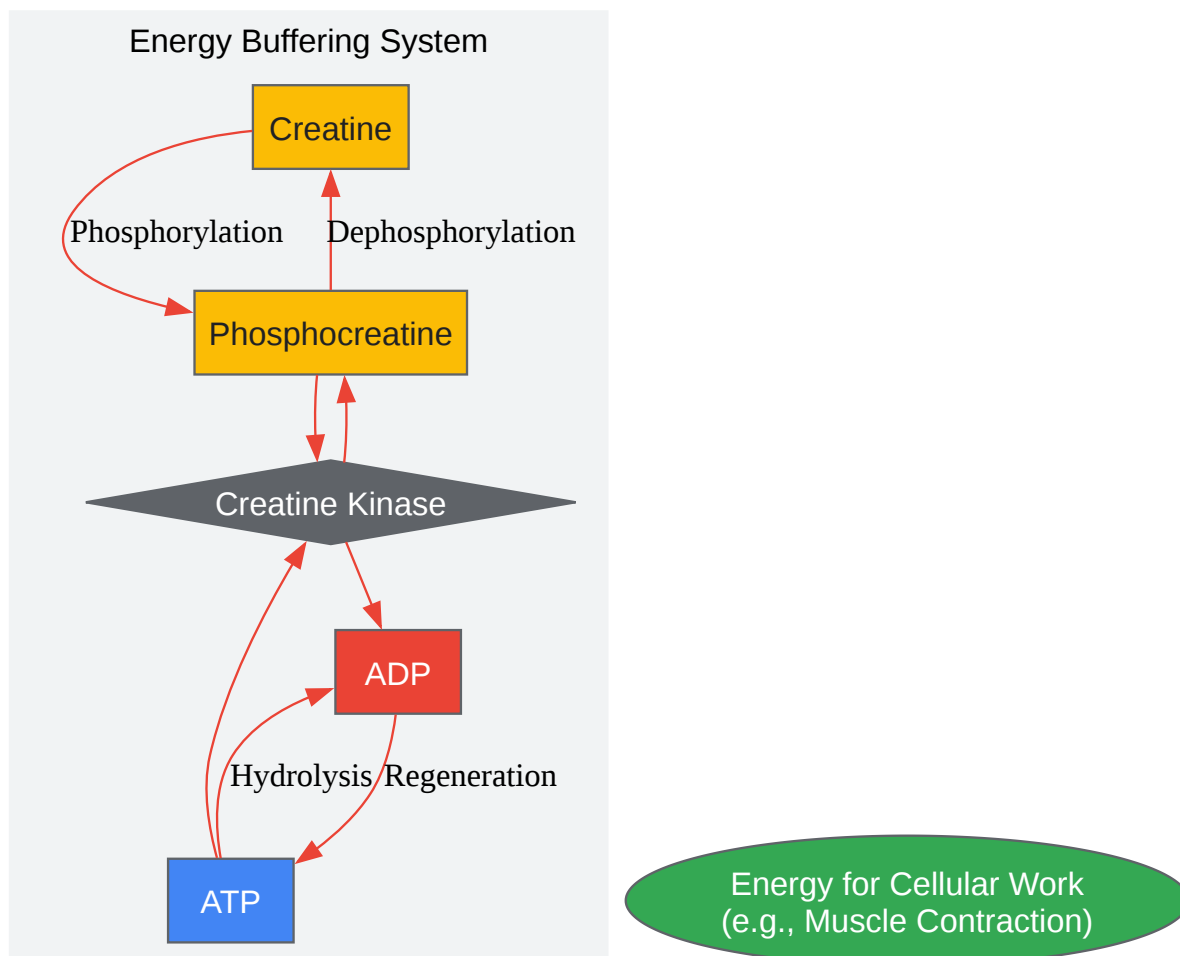 Energy Buffering System
Creatine
Phosphorylation
Dephosphorylation
Phosphocreatine
Creatine Kinase
ADP
Hydrolysis
Regeneration
ATP
Energy for Cellular Work
(e.g., Muscle Contraction)